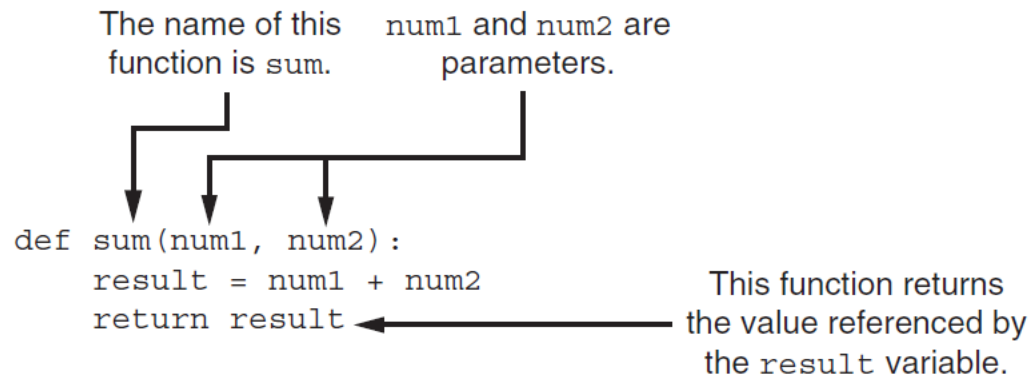 The name of this
function is sum.
num1 and num2 are
parameters.
def sum(num1, num2):
    result = num1 + num2
    return result
This function returns
the value referenced by
the result variable.